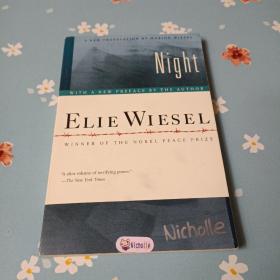 A NEW TRANSLATION BY MARION WIESEL
Night
WITH A NEW PREFACE BY THE AUTHOR
ELIE WIESEL
WINNER OF THE NOBEL PEACE PRIZE
"A slim volume of terrifying power."
—The New York Times
Nicholle
Nicholle